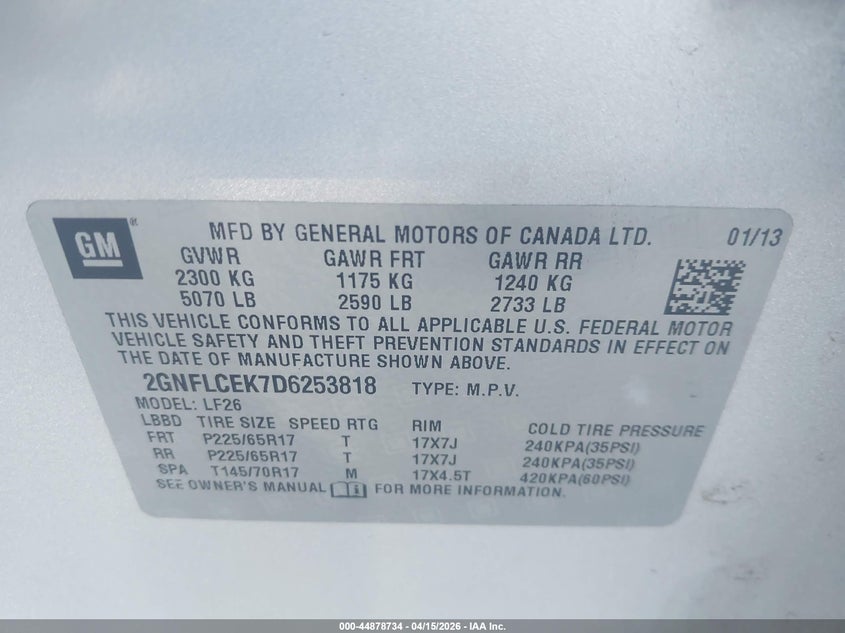 GM ®
MFD BY GENERAL MOTORS OF CANADA LTD. 01/13
GVWR GAWR FRT GAWR RR
2300 KG 1175 KG 1240 KG
5070 LB 2590 LB 2733 LB
THIS VEHICLE CONFORMS TO ALL APPLICABLE U.S. FEDERAL MOTOR
VEHICLE SAFETY AND THEFT PREVENTION STANDARDS IN EFFECT ON
THE DATE OF MANUFACTURE SHOWN ABOVE.
2GNFLCEK7D6253818 TYPE: M.P.V.
MODEL: LF26
LBBD TIRE SIZE SPEED RTG RIM COLD TIRE PRESSURE
FRT P225/65R17 T 17X7J 240KPA(35PSI)
RR P225/65R17 T 17X7J 240KPA(35PSI)
SPA T145/70R17 M 17X4.5T 420KPA(60PSI)
SEE OWNER'S MANUAL FOR MORE INFORMATION.
000-44878734 - 04/15/2026 - IAA Inc.